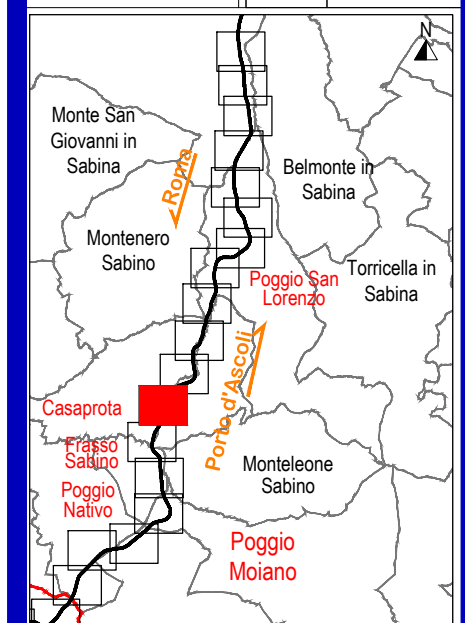 N
Monte San
Giovanni in
Sabina
Roma
Belmonte in
Sabina
Montenero
Sabino
Poggio San
Lorenzo
Torricella in
Sabina
Porto d'Ascoli
Casaprota
Frasso
Sabino
Monteleone
Sabino
Poggio
Nativo
Poggio
Moiano